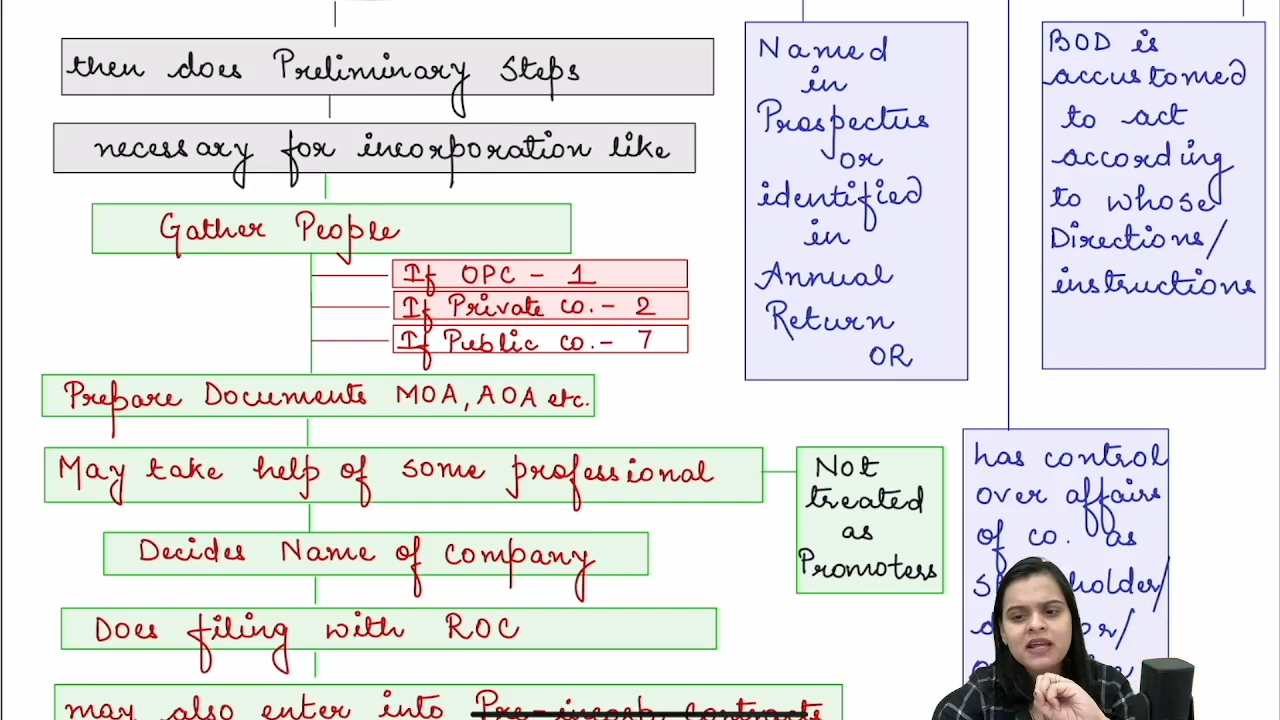 then does Preliminary Steps
necessary for incorporation like
Gather People
If OPC - 1
If Private co. - 2
If Public co. - 7
Prepare Documents MOA, AOA etc.
May take help of some professional
Not
treated
as
Promoters
Decides Name of company
Does filing with ROC
may also enter into
Named
in
Prospectus
or
identified
in
Annual
Return
OR
has control
over affairs
of co. as
BOD is
accustomed
to act
according
to whose
Directions/
instructions